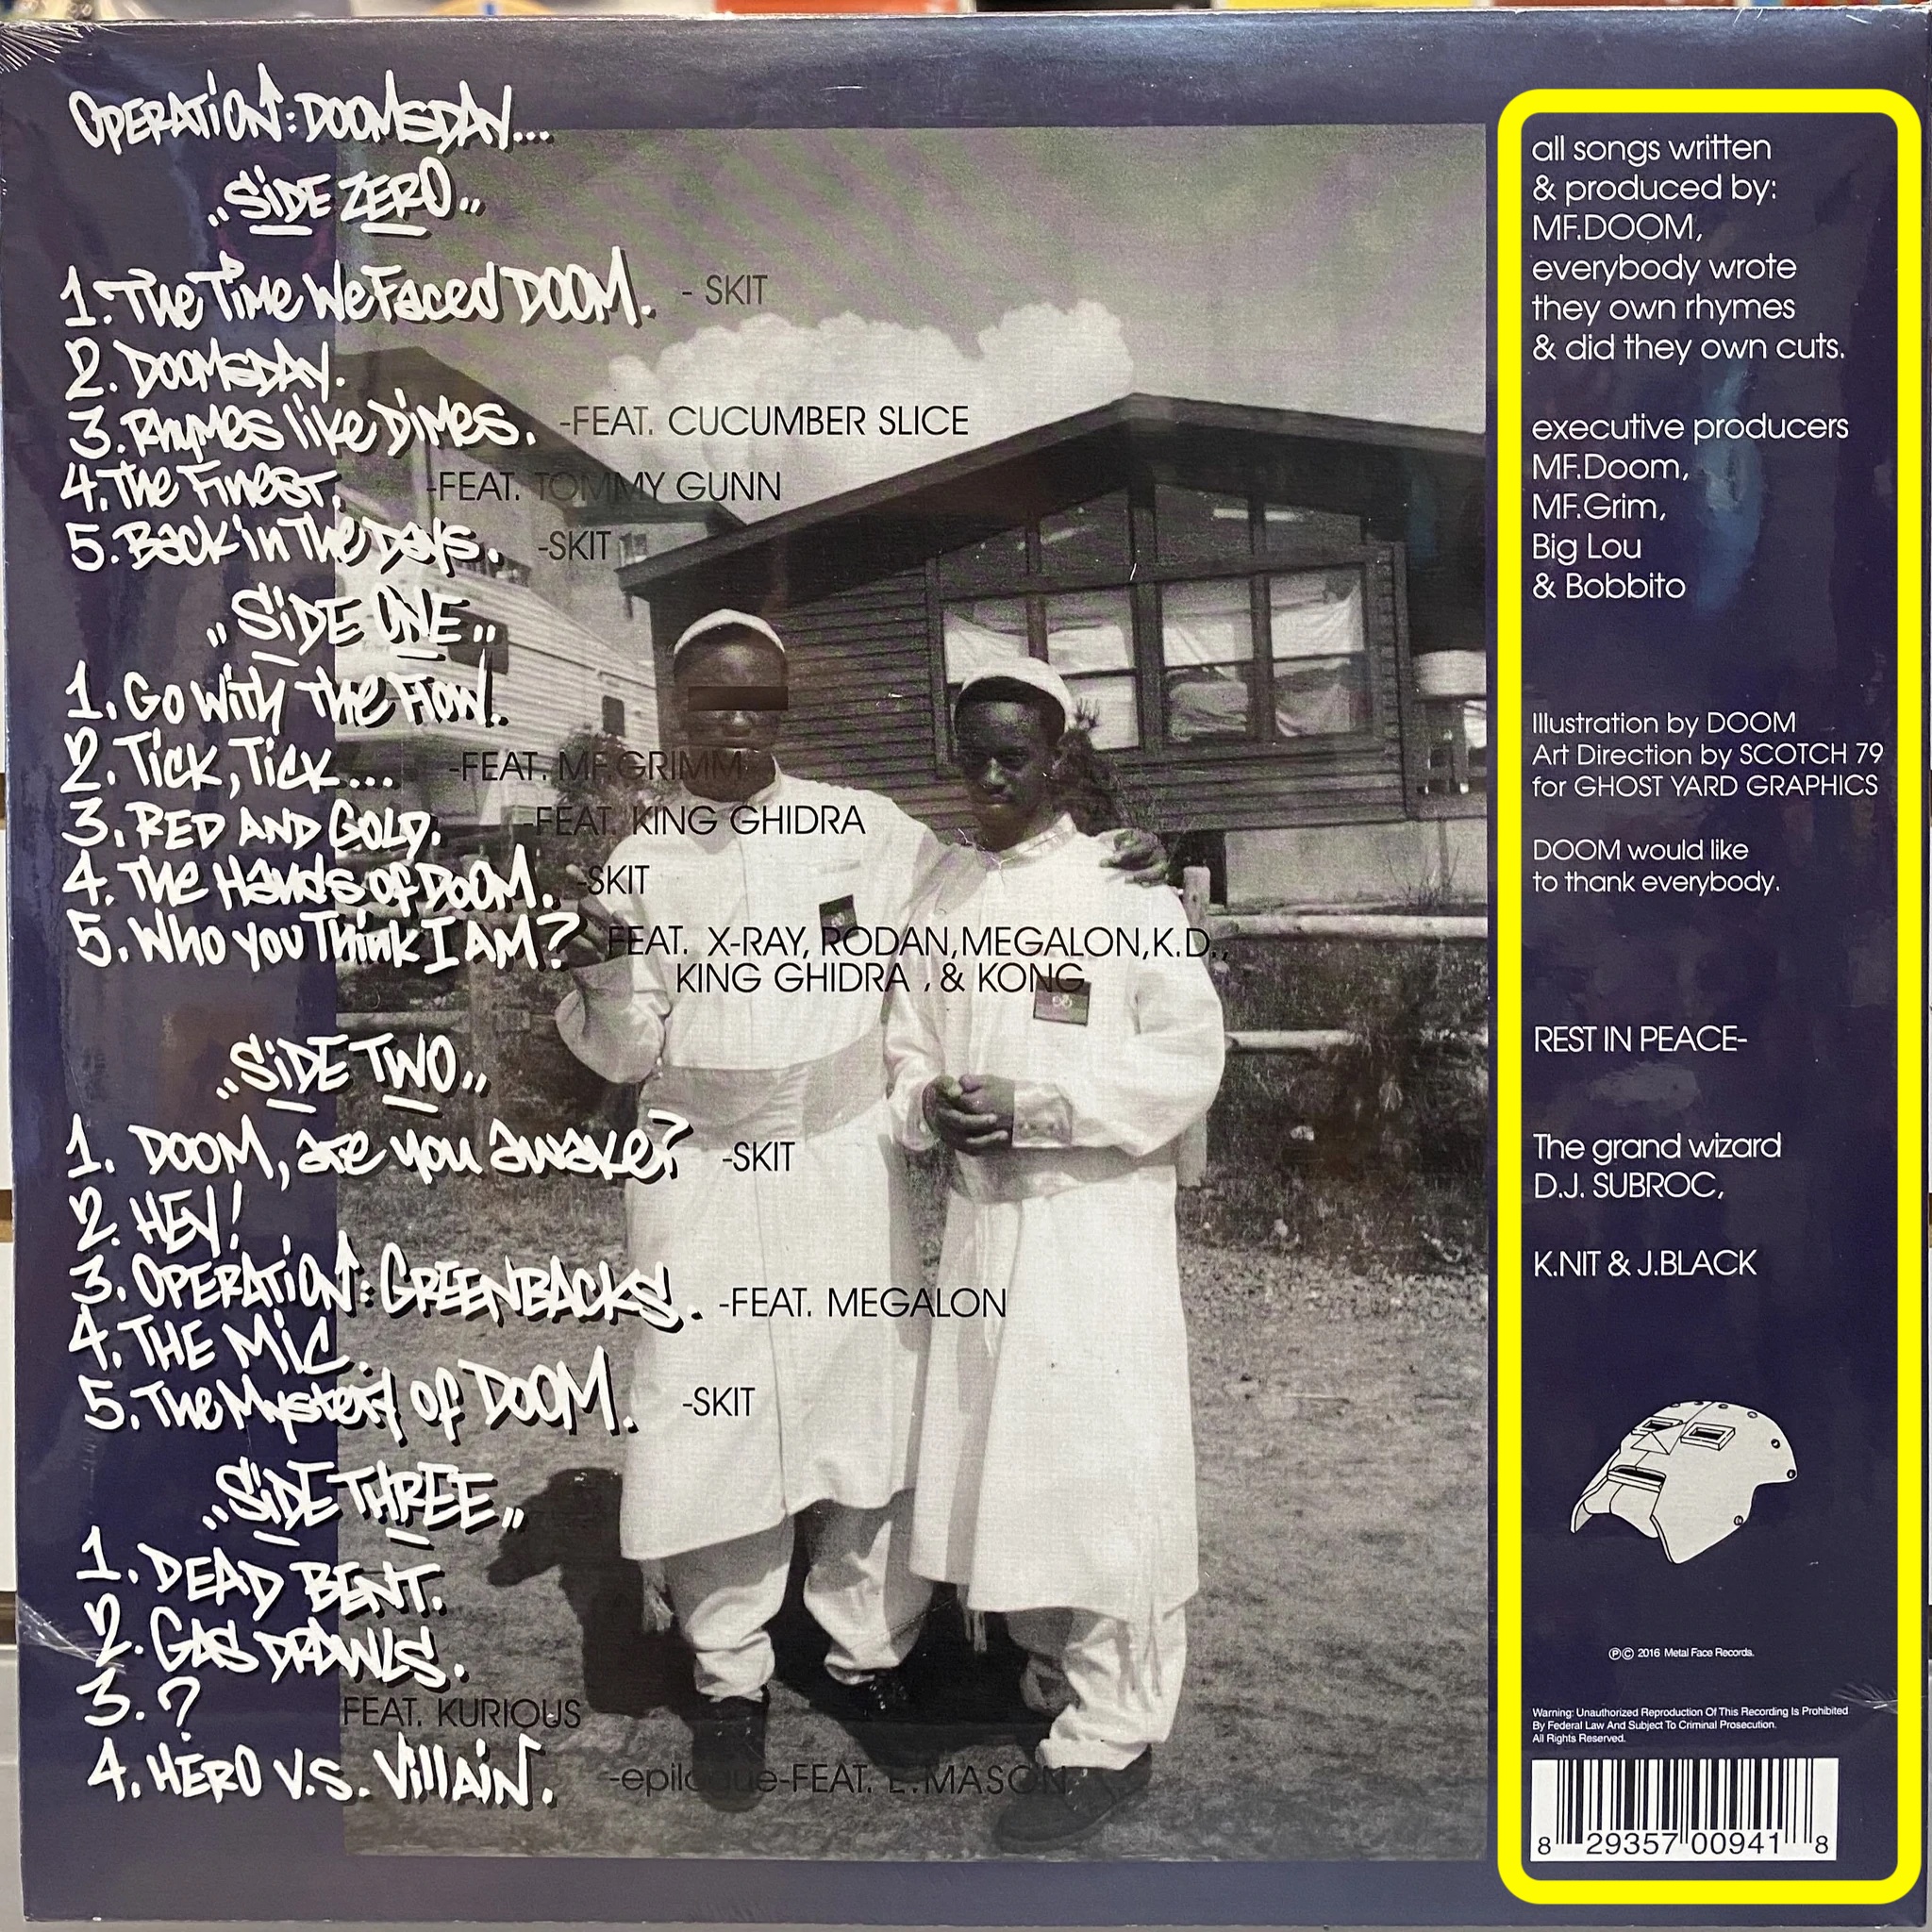 OPERATION: DOOMSDAY...
"SiDE ZERO"
1. The Time We Faced DOOM. - SKIT
2. DOOMSDAY.
3. Rhymes like Dimes. -FEAT. CUCUMBER SLICE
4. The Finest. -FEAT. TOMMY GUNN
5. Back in The Days. -SKIT
"SiDE ONE"
1. Go With The Flow.
2. Tick, Tick.... -FEAT. MF.GRIMM
3. RED AND GOLD. -FEAT. KING GHIDRA
4. The Hands of DOOM. -SKIT
5. Who you Think I AM? FEAT. X-RAY, RODAN,MEGALON,K.D.,
KING GHIDRA , & KONG
"SiDE TWO"
1. DOOM, are you awake? -SKIT
2. HEY!
3. OPERATiON: GREENBACKS. -FEAT. MEGALON
4. THE MiC.
5. The Mystery of DOOM. -SKIT
"SiDE THREE"
1. DEAD BENT.
2. GAS DRAWLS.
3. ?
FEAT. KURIOUS
4. HERO V.S. VillAiN. -epilogue-FEAT. E.MASON
all songs written
& produced by:
MF.DOOM,
everybody wrote
they own rhymes
& did they own cuts.
executive producers
MF.Doom,
MF.Grim,
Big Lou
& Bobbito
Illustration by DOOM
Art Direction by SCOTCH 79
for GHOST YARD GRAPHICS
DOOM would like
to thank everybody.
REST IN PEACE-
The grand wizard
D.J. SUBROC,
K.NIT & J.BLACK
℗© 2016 Metal Face Records.
Warning: Unauthorized Reproduction Of This Recording Is Prohibited
By Federal Law And Subject To Criminal Prosecution.
All Rights Reserved.
8 29357 00941 8